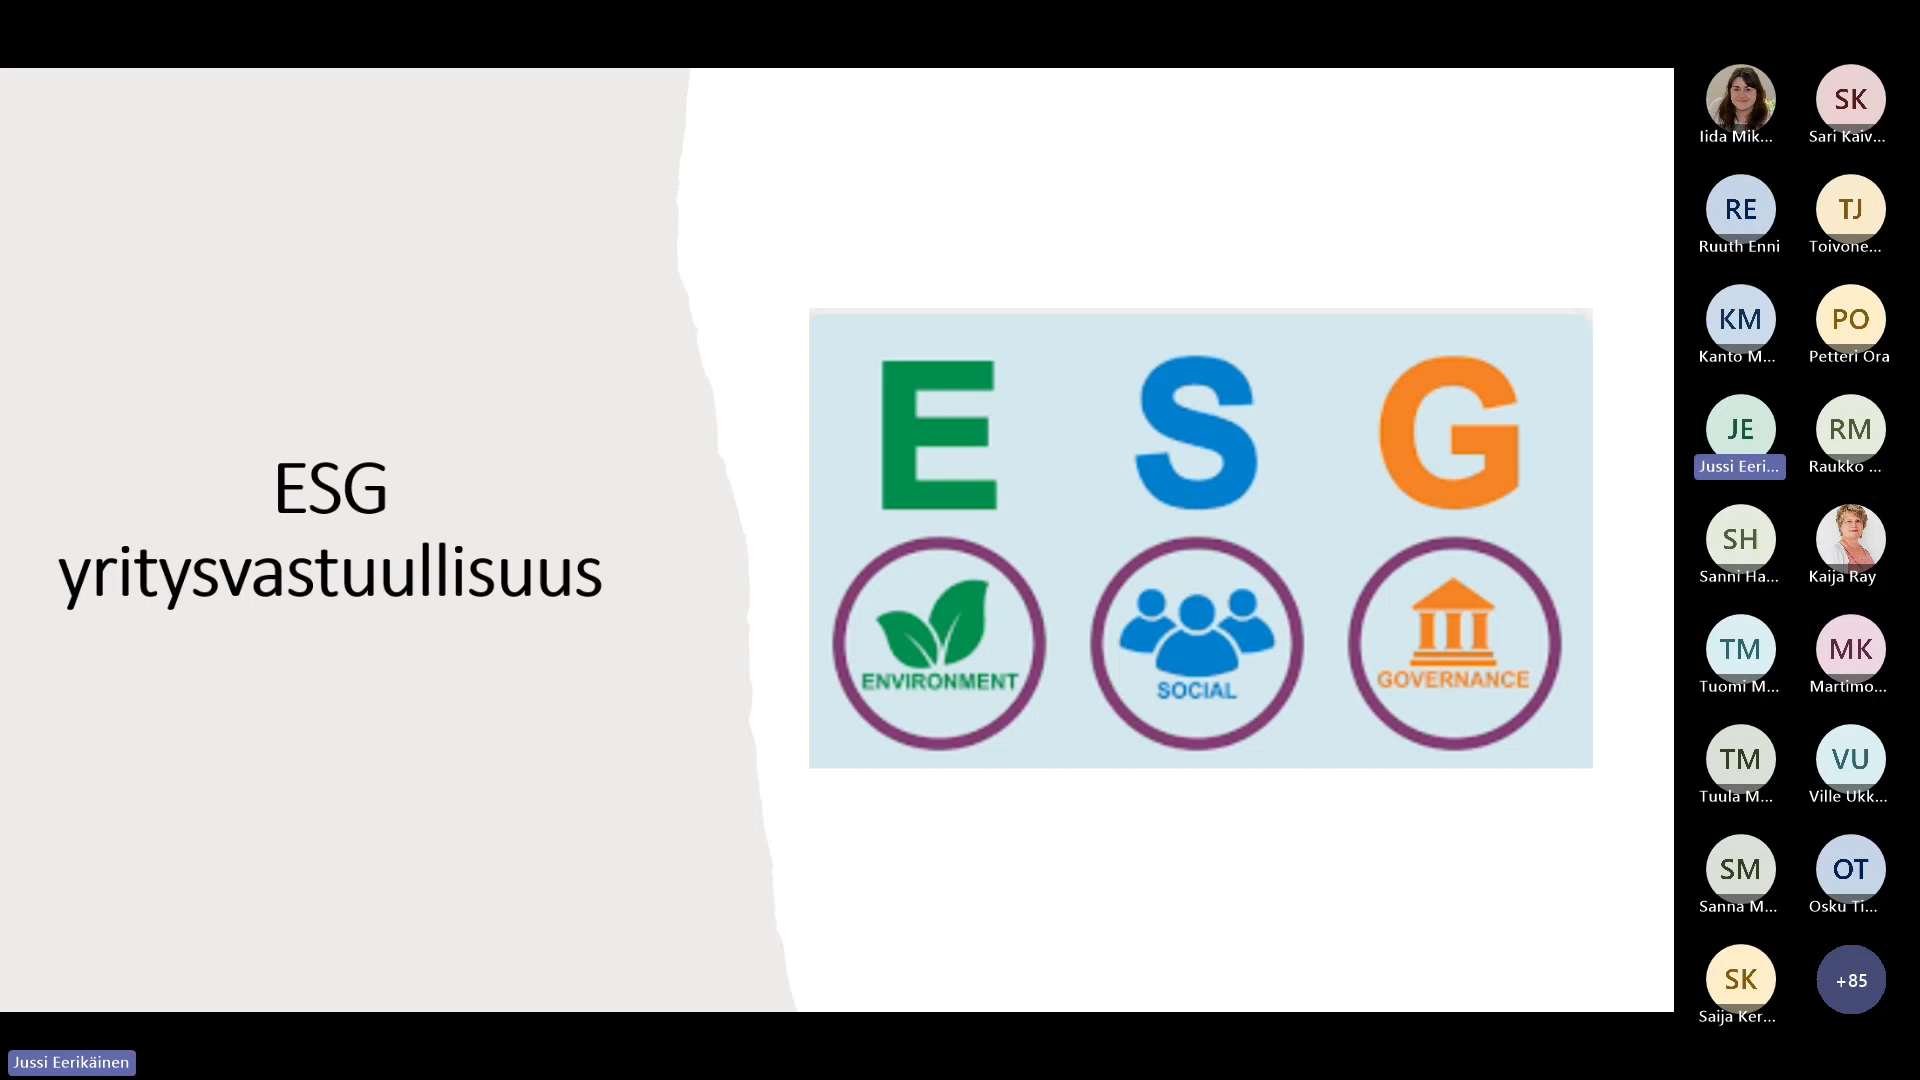 ESG
yritysvastuullisuus
E S G
ENVIRONMENT
SOCIAL
GOVERNANCE
Iida Mik...
SK
Sari Kaiv...
RE
Ruuth Enni
TJ
Toivone...
KM
Kanto M...
PO
Petteri Ora
JE
Jussi Eeri...
RM
Raukko ...
SH
Sanni Ha...
Kaija Ray
TM
Tuomi M...
MK
Martimo...
TM
Tuula M...
VU
Ville Ukk...
SM
Sanna M...
OT
Osku Ti...
SK
Saija Ker...
+85
Jussi Eerikäinen